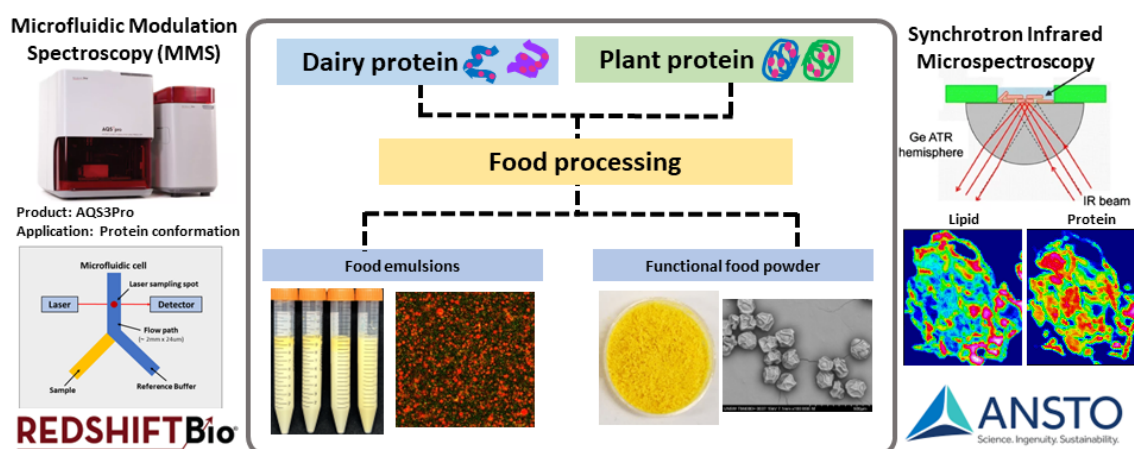 Microfluidic Modulation
Spectroscopy (MMS)
AQS³pro
Product: AQS3Pro
Application: Protein conformation
Microfluidic cell
Laser sampling spot
Laser
Detector
Flow path
(~ 2mm x 24um)
Sample
Reference Buffer
REDSHIFTBio®
Dairy protein
Plant protein
Food processing
Food emulsions
Functional food powder
Synchrotron Infrared
Microspectroscopy
Ge ATR
hemisphere
IR beam
Lipid
Protein
ANSTO
Science. Ingenuity. Sustainability.